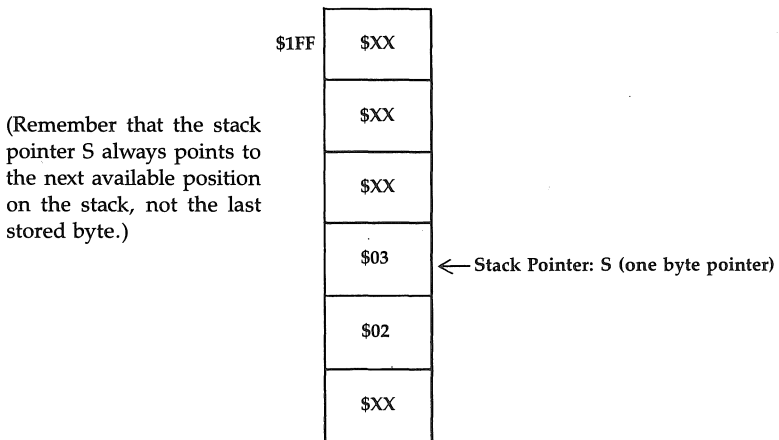 $1FF $XX
$XX
(Remember that the stack
pointer S always points to
the next available position
on the stack, not the last
stored byte.)
$XX
$03
Stack Pointer: S (one byte pointer)
$02
$XX